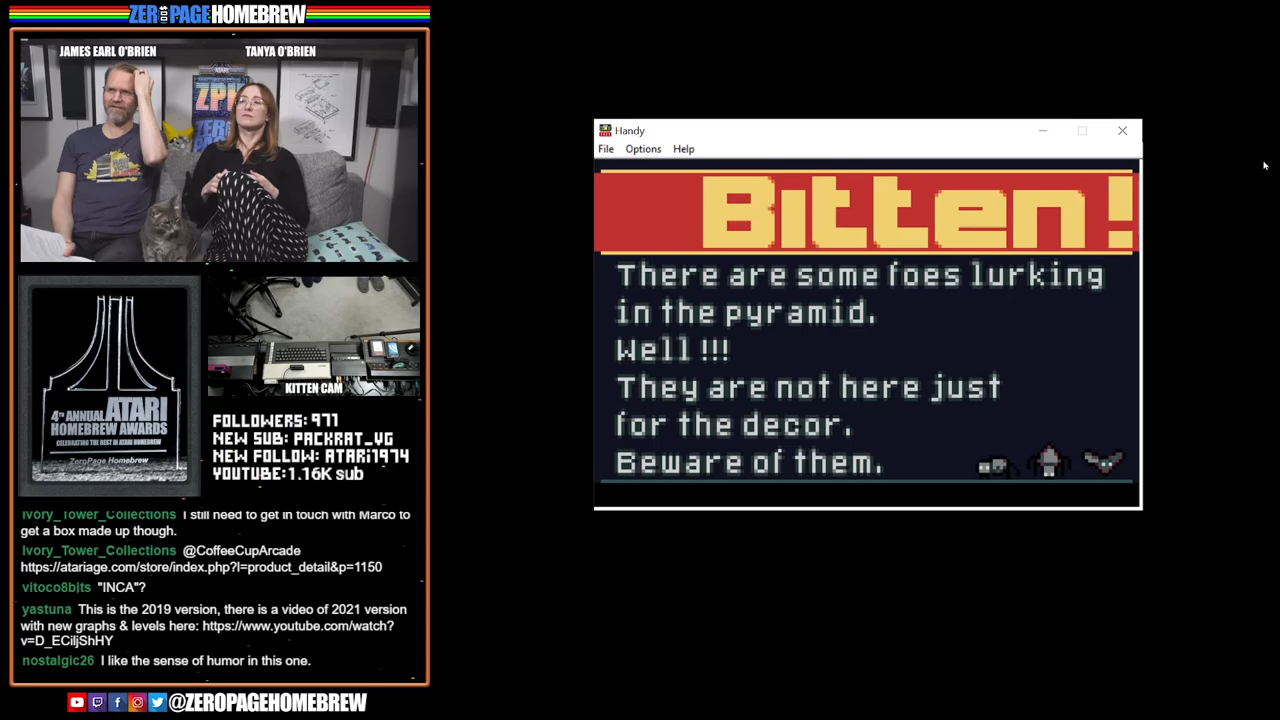 ZEROPAGEHOMEBREW
JAMES EARL O'BRIEN
TANYA O'BRIEN
ZPH
4TH ANNUAL ATARI
HOMEBREW AWARDS
CELEBRATING THE BEST IN ATARI HOMEBREW
ZeroPage Homebrew
KITTEN CAM
FOLLOWERS: 971
NEW SUB: PACKRAT_VG
NEW FOLLOW: ATARI1974
YOUTUBE:1.16K sub
Ivory_Tower_Collections I still need to get in touch with Marco to
get a box made up though.
Ivory_Tower_Collections @CoffeeCupArcade
https://atariage.com/store/index.php?l=product_detail&p=1150
vitoco8bits "INCA"?
yastuna This is the 2019 version, there is a video of 2021 version
with new graphs & levels here: https://www.youtube.com/watch?
v=D_ECiljShHY
nostalgic26 I like the sense of humor in this one.
@ZEROPAGEHOMEBREW
Handy
File Options Help
Bitten!
There are some foes lurking
in the pyramid.
Well !!!
They are not here just
for the decor.
Beware of them.